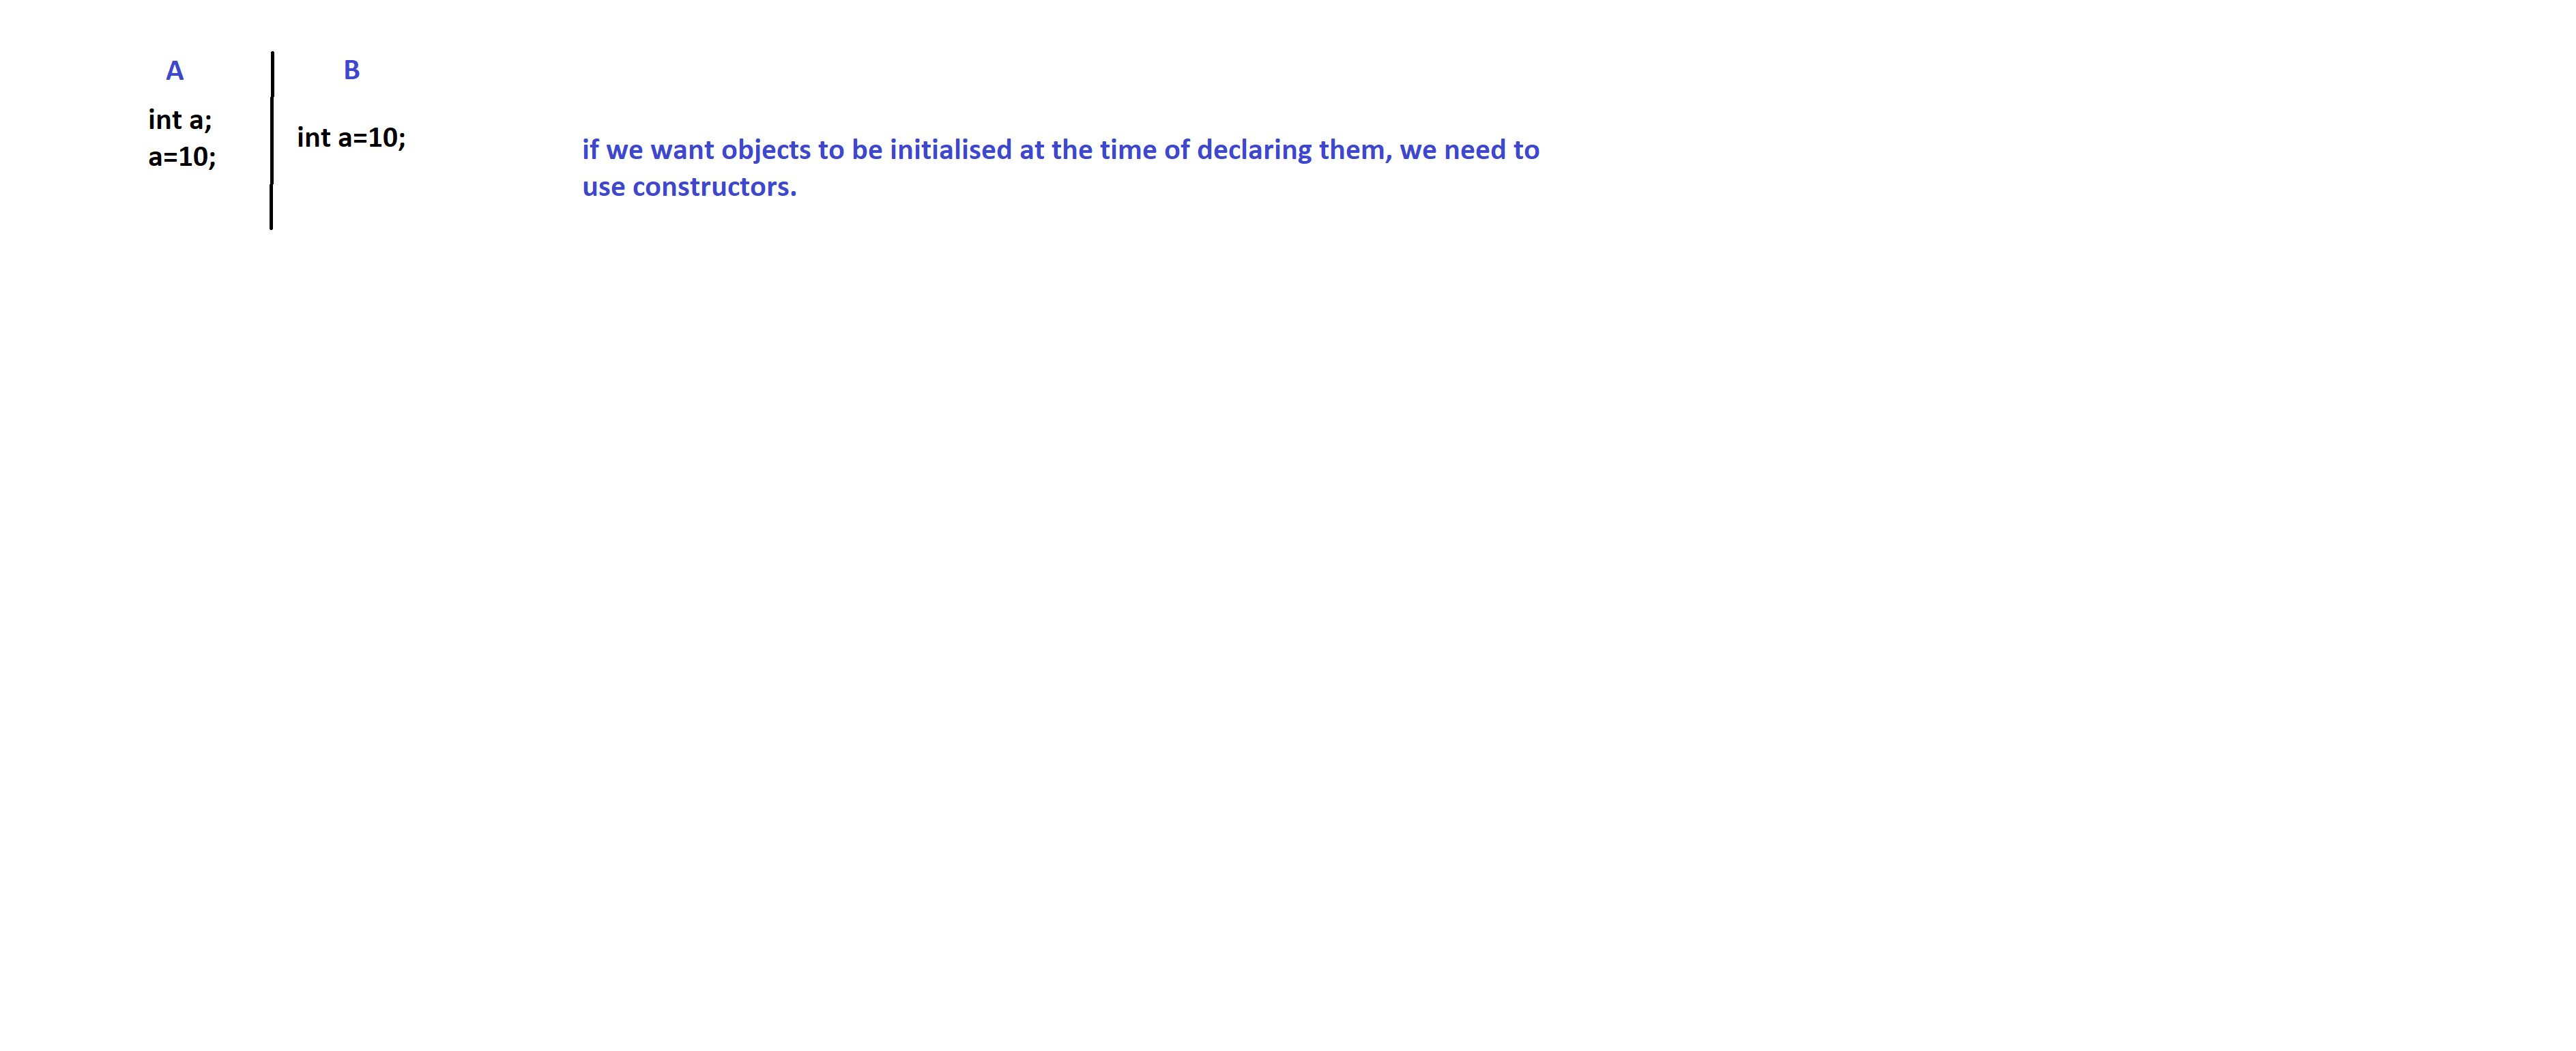 A
B
int a;
a=10;
int a=10;
if we want objects to be initialised at the time of declaring them, we need to
use constructors.